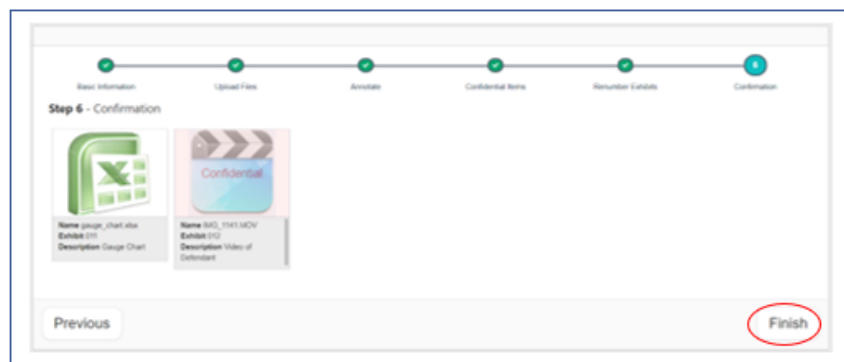 6
Basic Information Upload Files Annotate Confidential Items Renumber Exhibits Confirmation
Step 6 - Confirmation
X
Confidential
Name gauge_chart.xlsx
Exhibit 011
Description Gauge Chart
Name IMG_1141.MOV
Exhibit 012
Description Video of
Defendant
Previous
Finish